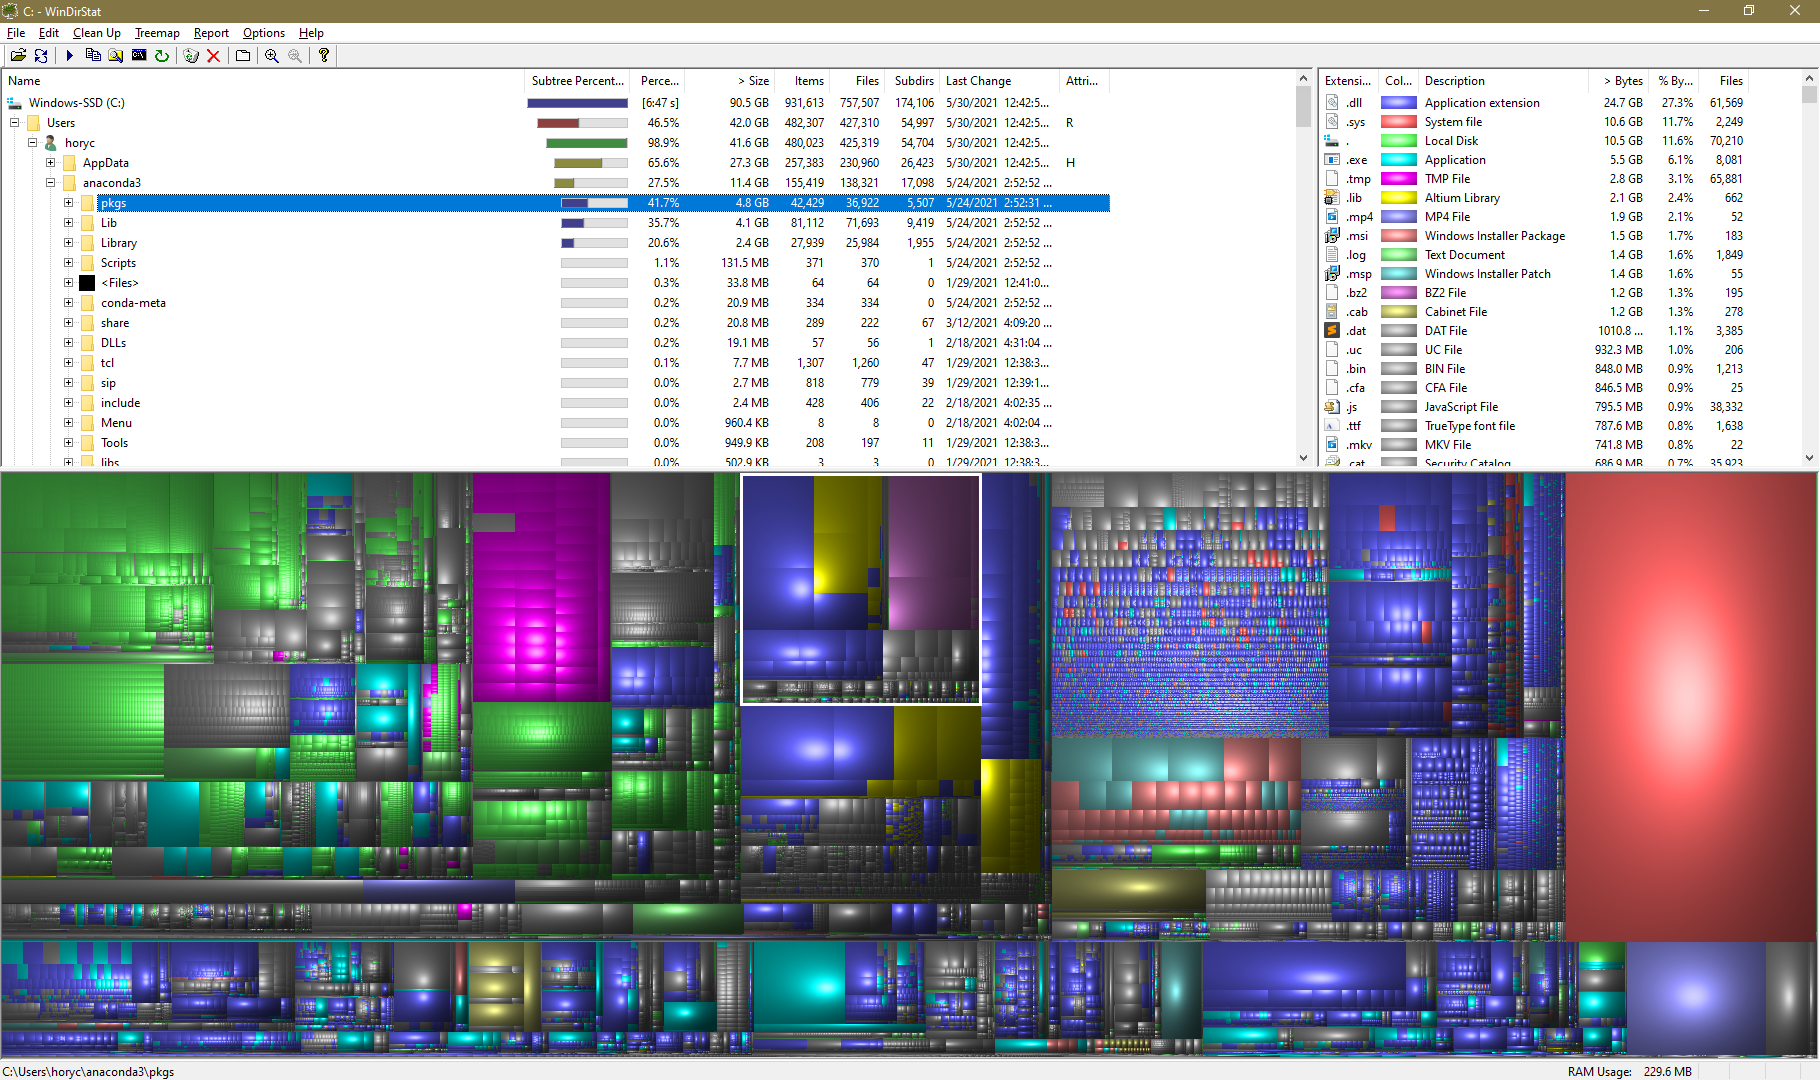 C: - WinDirStat
File Edit Clean Up Treemap Report Options Help
Name Subtree Percent... Perce... > Size Items Files Subdirs Last Change Attri...
Windows-SSD (C:) [6:47 s] 90.5 GB 931,613 757,507 174,106 5/30/2021 12:42:5...
Users 46.5% 42.0 GB 482,307 427,310 54,997 5/30/2021 12:42:5... R
horyc 98.9% 41.6 GB 480,023 425,319 54,704 5/30/2021 12:42:5...
AppData 65.6% 27.3 GB 257,383 230,960 26,423 5/30/2021 12:42:5... H
anaconda3 27.5% 11.4 GB 155,419 138,321 17,098 5/24/2021 2:52:52 ...
pkgs 41.7% 4.8 GB 42,429 36,922 5,507 5/24/2021 2:52:31 ...
Lib 35.7% 4.1 GB 81,112 71,693 9,419 5/24/2021 2:52:52 ...
Library 20.6% 2.4 GB 27,939 25,984 1,955 5/24/2021 2:52:52 ...
Scripts 1.1% 131.5 MB 371 370 1 5/24/2021 2:52:52 ...
<Files> 0.3% 33.8 MB 64 64 0 1/29/2021 12:41:0...
conda-meta 0.2% 20.9 MB 334 334 0 5/24/2021 2:52:52 ...
share 0.2% 20.8 MB 289 222 67 3/12/2021 4:09:20 ...
DLLs 0.2% 19.1 MB 57 56 1 2/18/2021 4:31:04 ...
tcl 0.1% 7.7 MB 1,307 1,260 47 1/29/2021 12:38:3...
sip 0.0% 2.7 MB 818 779 39 1/29/2021 12:39:1...
include 0.0% 2.4 MB 428 406 22 2/18/2021 4:02:35 ...
Menu 0.0% 960.4 KB 8 8 0 2/18/2021 4:02:04 ...
Tools 0.0% 949.9 KB 208 197 11 1/29/2021 12:38:3...
libs 0.0% 502.9 KB 3 3 0 1/29/2021 12:38:3...
Extensi... Col... Description > Bytes % By... Files
.dll Application extension 24.7 GB 27.3% 61,569
.sys System file 10.6 GB 11.7% 2,249
. Local Disk 10.5 GB 11.6% 70,210
.exe Application 5.5 GB 6.1% 8,081
.tmp TMP File 2.8 GB 3.1% 65,881
.lib Altium Library 2.1 GB 2.4% 662
.mp4 MP4 File 1.9 GB 2.1% 52
.msi Windows Installer Package 1.5 GB 1.7% 183
.log Text Document 1.4 GB 1.6% 1,849
.msp Windows Installer Patch 1.4 GB 1.6% 55
.bz2 BZ2 File 1.2 GB 1.3% 195
.cab Cabinet File 1.2 GB 1.3% 278
.dat DAT File 1010.8 ... 1.1% 3,385
.uc UC File 932.3 MB 1.0% 206
.bin BIN File 848.0 MB 0.9% 1,213
.cfa CFA File 846.5 MB 0.9% 25
.js JavaScript File 795.5 MB 0.9% 38,332
.ttf TrueType font file 787.6 MB 0.8% 1,638
.mkv MKV File 741.8 MB 0.8% 22
.cat Security Catalog 686.9 MB 0.7% 35,923
C:\Users\horyc\anaconda3\pkgs RAM Usage: 229.6 MB